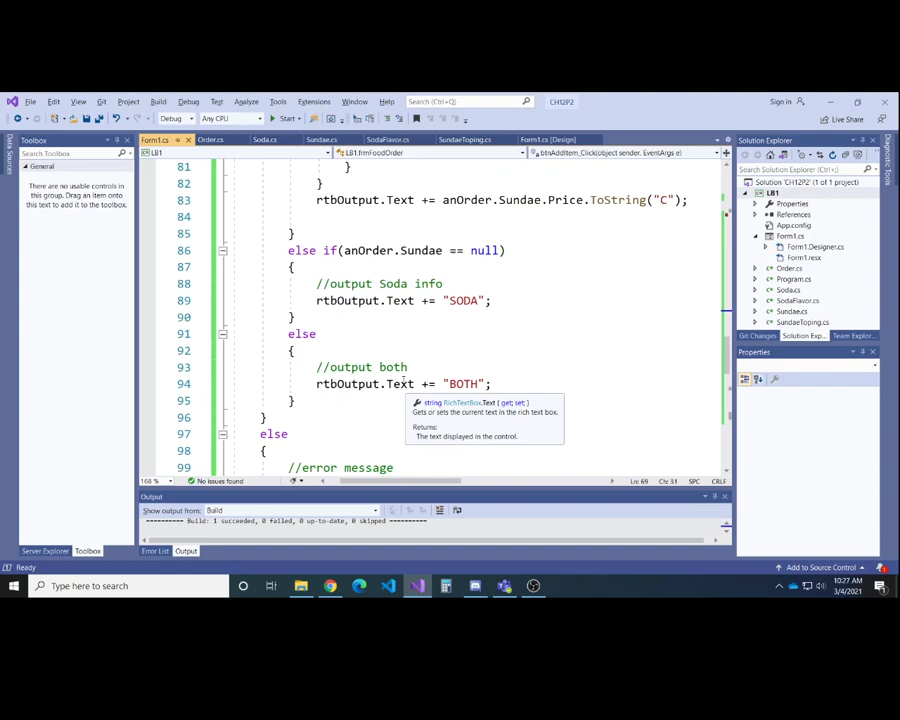 File Edit View Git Project Build Debug Test Analyze Tools Extensions Window Help Search (Ctrl+Q) CH12P2 Sign in
Debug Any CPU Start Live Share
Toolbox
Search Toolbox
General
There are no usable controls in this group. Drag an item onto this text to add it to the toolbox.
Data Sources
Form1.cs Order.cs Soda.cs Sundae.cs SodaFlavor.cs SundaeToping.cs Form1.cs [Design]
LB1 LB1.frmFoodOrder btnAddItem_Click(object sender, EventArgs e)
81 }
82 }
83 rtbOutput.Text += anOrder.Sundae.Price.ToString("C");
84
85 }
86 else if(anOrder.Sundae == null)
87 {
88 //output Soda info
89 rtbOutput.Text += "SODA";
90 }
91 else
92 {
93 //output both
94 rtbOutput.Text += "BOTH";
95 }
96 }
97 else
98 {
99 //error message
string RichTextBox.Text { get; set; }
Gets or sets the current text in the rich text box.
Returns:
The text displayed in the control.
168 % No issues found Ln: 69 Ch: 31 SPC CRLF
Output
Show output from: Build
========== Build: 1 succeeded, 0 failed, 0 up-to-date, 0 skipped ==========
Server Explorer Toolbox Error List Output
Solution Explorer
Search Solution Explorer (Ctrl+;)
Solution 'CH12P2' (1 of 1 project)
LB1
Properties
References
App.config
Form1.cs
Form1.Designer.cs
Form1.resx
Order.cs
Program.cs
Soda.cs
SodaFlavor.cs
Sundae.cs
SundaeToping.cs
Git Changes Solution Exp... Team Explor...
Properties
Diagnostic Tools
Ready Add to Source Control
Type here to search
10:27 AM
3/4/2021